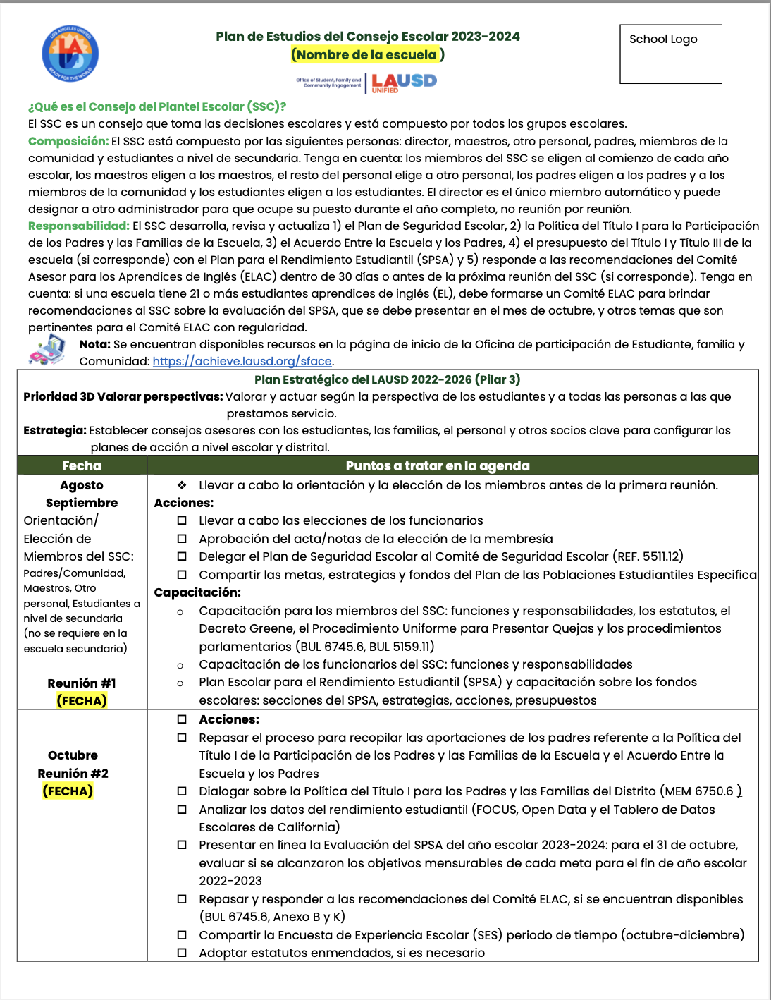 LOS ANGELES UNIFIED
LAUSD
READY FOR THE WORLD
Plan de Estudios del Consejo Escolar 2023-2024
(Nombre de la escuela )
School Logo
Office of Student, Family and
Community Engagement
LAUSD
UNIFIED
¿Qué es el Consejo del Plantel Escolar (SSC)?
El SSC es un consejo que toma las decisiones escolares y está compuesto por todos los grupos escolares.
Composición: El SSC está compuesto por las siguientes personas: director, maestros, otro personal, padres, miembros de la
comunidad y estudiantes a nivel de secundaria. Tenga en cuenta: los miembros del SSC se eligen al comienzo de cada año
escolar, los maestros eligen a los maestros, el resto del personal elige a otro personal, los padres eligen a los padres y a los
miembros de la comunidad y los estudiantes eligen a los estudiantes. El director es el único miembro automático y puede
designar a otro administrador para que ocupe su puesto durante el año completo, no reunión por reunión.
Responsabilidad: El SSC desarrolla, revisa y actualiza 1) el Plan de Seguridad Escolar, 2) la Política del Título I para la Participación
de los Padres y las Familias de la Escuela, 3) el Acuerdo Entre la Escuela y los Padres, 4) el presupuesto del Título I y Título III de la
escuela (si corresponde) con el Plan para el Rendimiento Estudiantil (SPSA) y 5) responde a las recomendaciones del Comité
Asesor para los Aprendices de Inglés (ELAC) dentro de 30 días o antes de la próxima reunión del SSC (si corresponde). Tenga en
cuenta: si una escuela tiene 21 o más estudiantes aprendices de inglés (EL), debe formarse un Comité ELAC para brindar
recomendaciones al SSC sobre la evaluación del SPSA, que se debe presentar en el mes de octubre, y otros temas que son
pertinentes para el Comité ELAC con regularidad.
Nota: Se encuentran disponibles recursos en la página de inicio de la Oficina de participación de Estudiante, familia y
Comunidad: https://achieve.lausd.org/sface.
Plan Estratégico del LAUSD 2022-2026 (Pilar 3)
Prioridad 3D Valorar perspectivas: Valorar y actuar según la perspectiva de los estudiantes y a todas las personas a las que
prestamos servicio.
Estrategia: Establecer consejos asesores con los estudiantes, las familias, el personal y otros socios clave para configurar los
planes de acción a nivel escolar y distrital.
Fecha
Puntos a tratar en la agenda
Agosto
Septiembre
Orientación/
Elección de
Miembros del SSC:
Padres/Comunidad,
Maestros, Otro
personal, Estudiantes a
nivel de secundaria
(no se requiere en la
escuela secundaria)
Reunión #1
(FECHA)
❖ Llevar a cabo la orientación y la elección de los miembros antes de la primera reunión.
Acciones:
☐ Llevar a cabo las elecciones de los funcionarios
☐ Aprobación del acta/notas de la elección de la membresía
☐ Delegar el Plan de Seguridad Escolar al Comité de Seguridad Escolar (REF. 5511.12)
☐ Compartir las metas, estrategias y fondos del Plan de las Poblaciones Estudiantiles Especificas
Capacitación:
○ Capacitación para los miembros del SSC: funciones y responsabilidades, los estatutos, el
Decreto Greene, el Procedimiento Uniforme para Presentar Quejas y los procedimientos
parlamentarios (BUL 6745.6, BUL 5159.11)
○ Capacitación de los funcionarios del SSC: funciones y responsabilidades
○ Plan Escolar para el Rendimiento Estudiantil (SPSA) y capacitación sobre los fondos
escolares: secciones del SPSA, estrategias, acciones, presupuestos
Octubre
Reunión #2
(FECHA)
☐ Acciones:
☐ Repasar el proceso para recopilar las aportaciones de los padres referente a la Política del
Título I de la Participación de los Padres y las Familias de la Escuela y el Acuerdo Entre la
Escuela y los Padres
☐ Dialogar sobre la Política del Título I para los Padres y las Familias del Distrito (MEM 6750.6 )
☐ Analizar los datos del rendimiento estudiantil (FOCUS, Open Data y el Tablero de Datos
Escolares de California)
☐ Presentar en línea la Evaluación del SPSA del año escolar 2023-2024: para el 31 de octubre,
evaluar si se alcanzaron los objetivos mensurables de cada meta para el fin de año escolar
2022-2023
☐ Repasar y responder a las recomendaciones del Comité ELAC, si se encuentran disponibles
(BUL 6745.6, Anexo B y K)
☐ Compartir la Encuesta de Experiencia Escolar (SES) periodo de tiempo (octubre-diciembre)
☐ Adoptar estatutos enmendados, si es necesario